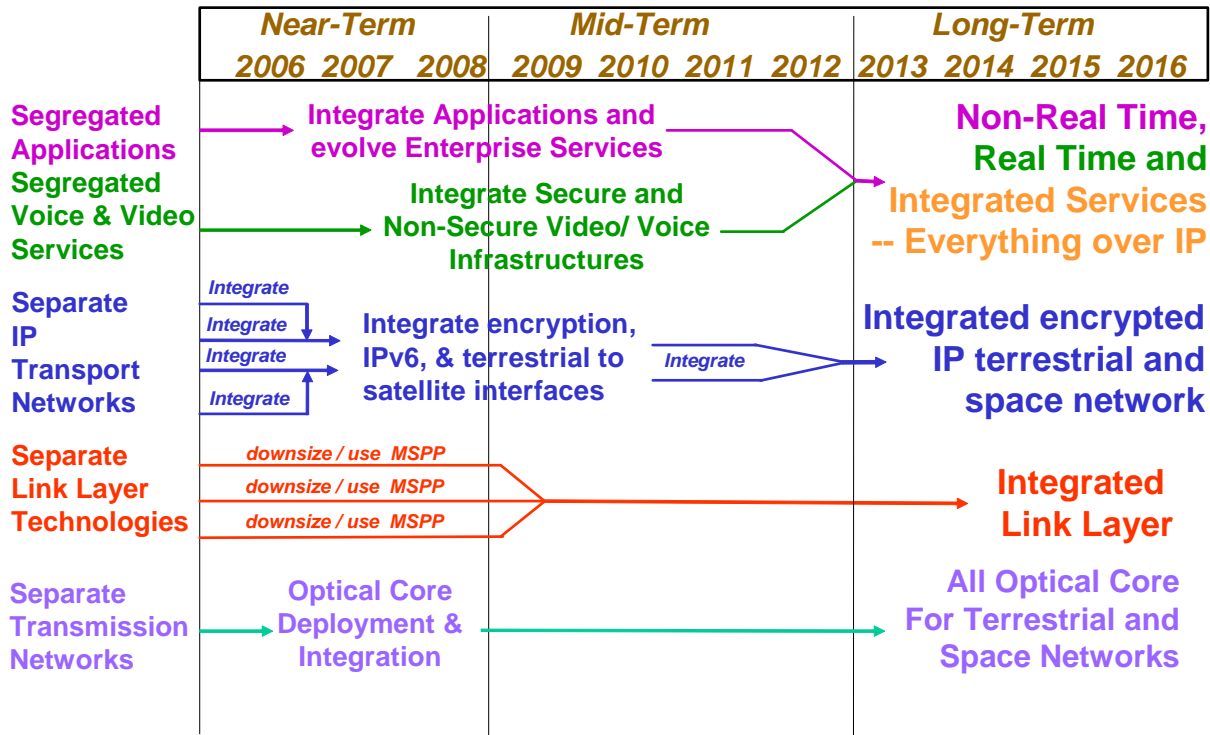 Near-Term Mid-Term Long-Term
2006 2007 2008 2009 2010 2011 2012 2013 2014 2015 2016
Segregated
Applications
Integrate Applications and
evolve Enterprise Services
Segregated
Voice & Video
Services
Integrate Secure and
Non-Secure Video/ Voice
Infrastructures
Non-Real Time,
Real Time and
Integrated Services
-- Everything over IP
Separate
IP
Transport
Networks
Integrate
Integrate
Integrate
Integrate
Integrate encryption,
IPv6, & terrestrial to
satellite interfaces
Integrate
Integrated encrypted
IP terrestrial and
space network
Separate
Link Layer
Technologies
downsize / use MSPP
downsize / use MSPP
downsize / use MSPP
Integrated
Link Layer
Separate
Transmission
Networks
Optical Core
Deployment &
Integration
All Optical Core
For Terrestrial and
Space Networks